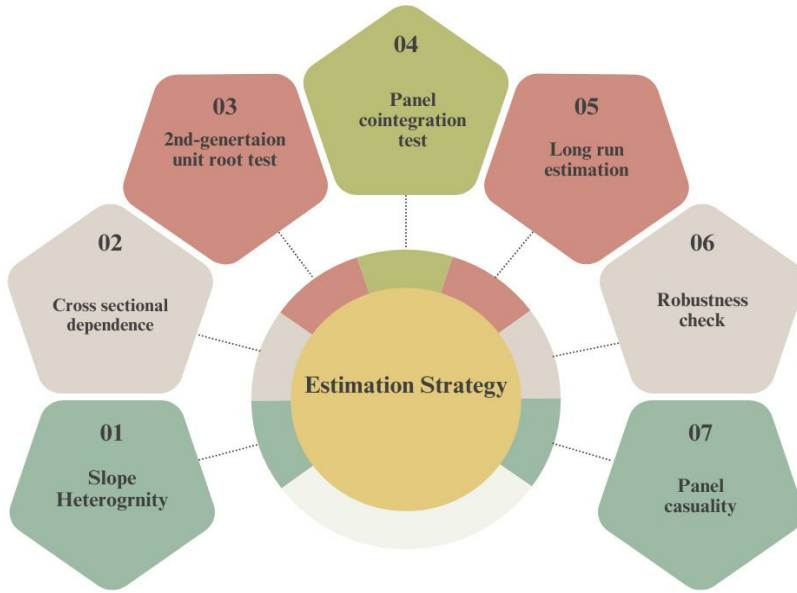 01
Slope
Heterogrnity
02
Cross sectional
dependence
03
2nd-genertaion
unit root test
04
Panel
cointegration
test
05
Long run
estimation
06
Robustness
check
07
Panel
casuality
Estimation Strategy